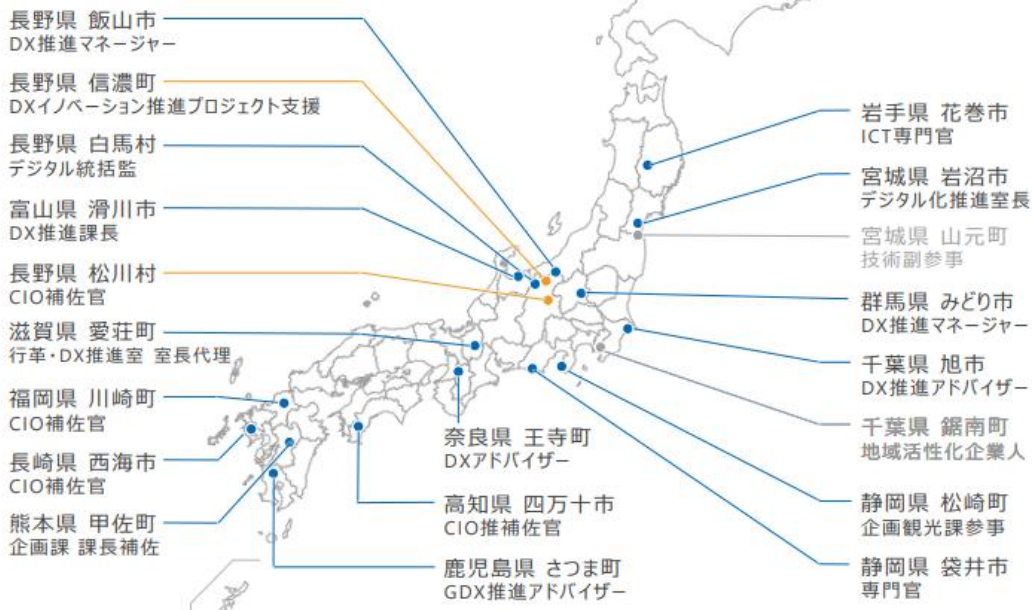 長野県 飯山市
DX推進マネージャー
長野県 信濃町
DXイノベーション推進プロジェクト支援
長野県 白馬村
デジタル統括監
富山県 滑川市
DX推進課長
長野県 松川村
CIO補佐官
滋賀県 愛荘町
行革・DX推進室 室長代理
福岡県 川崎町
CIO補佐官
長崎県 西海市
CIO補佐官
熊本県 甲佐町
企画課 課長補佐
奈良県 王寺町
DXアドバイザー
高知県 四万十市
CIO推補佐官
鹿児島県 さつま町
GDX推進アドバイザー
岩手県 花巻市
ICT専門官
宮城県 岩沼市
デジタル化推進室長
宮城県 山元町
技術副参事
群馬県 みどり市
DX推進マネージャー
千葉県 旭市
DX推進アドバイザー
千葉県 鋸南町
地域活性化企業人
静岡県 松崎町
企画観光課参事
静岡県 袋井市
専門官